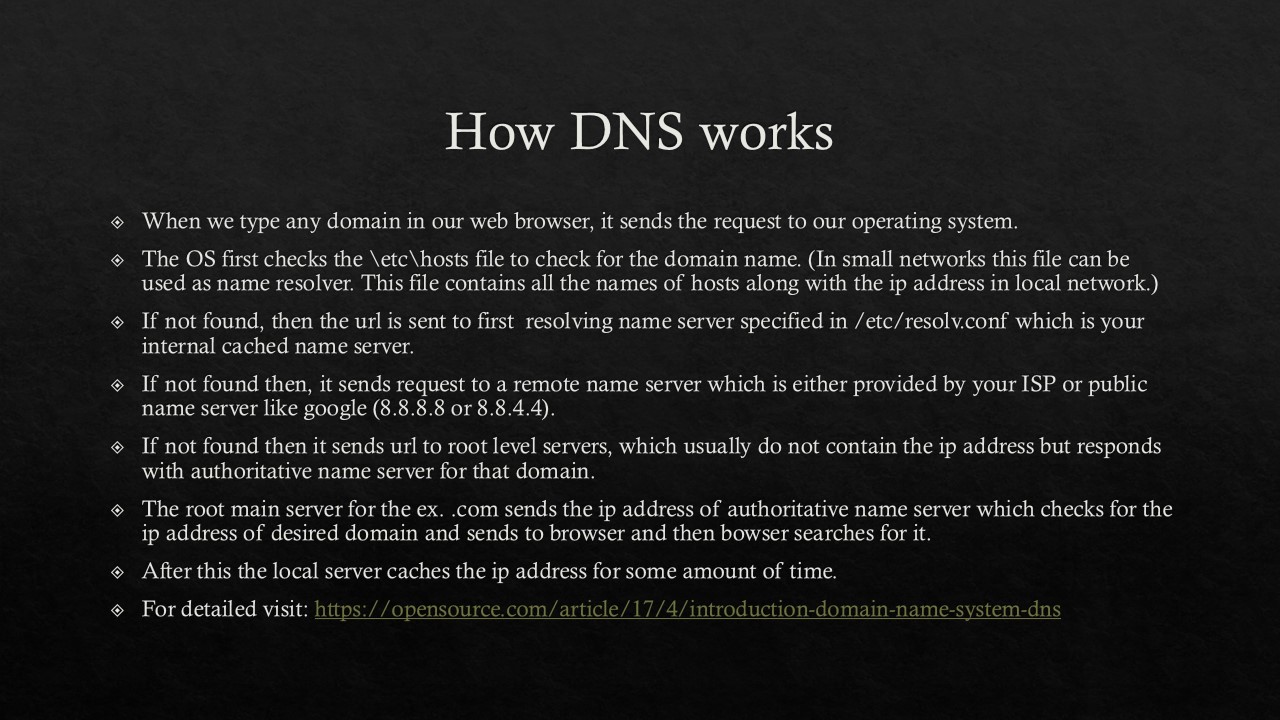 How DNS works
When we type any domain in our web browser, it sends the request to our operating system.
The OS first checks the \etc\hosts file to check for the domain name. (In small networks this file can be
used as name resolver. This file contains all the names of hosts along with the ip address in local network.)
If not found, then the url is sent to first  resolving name server specified in /etc/resolv.conf which is your
internal cached name server.
If not found then, it sends request to a remote name server which is either provided by your ISP or public
name server like google (8.8.8.8 or 8.8.4.4).
If not found then it sends url to root level servers, which usually do not contain the ip address but responds
with authoritative name server for that domain.
The root main server for the ex. .com sends the ip address of authoritative name server which checks for the
ip address of desired domain and sends to browser and then bowser searches for it.
After this the local server caches the ip address for some amount of time.
For detailed visit: https://opensource.com/article/17/4/introduction-domain-name-system-dns